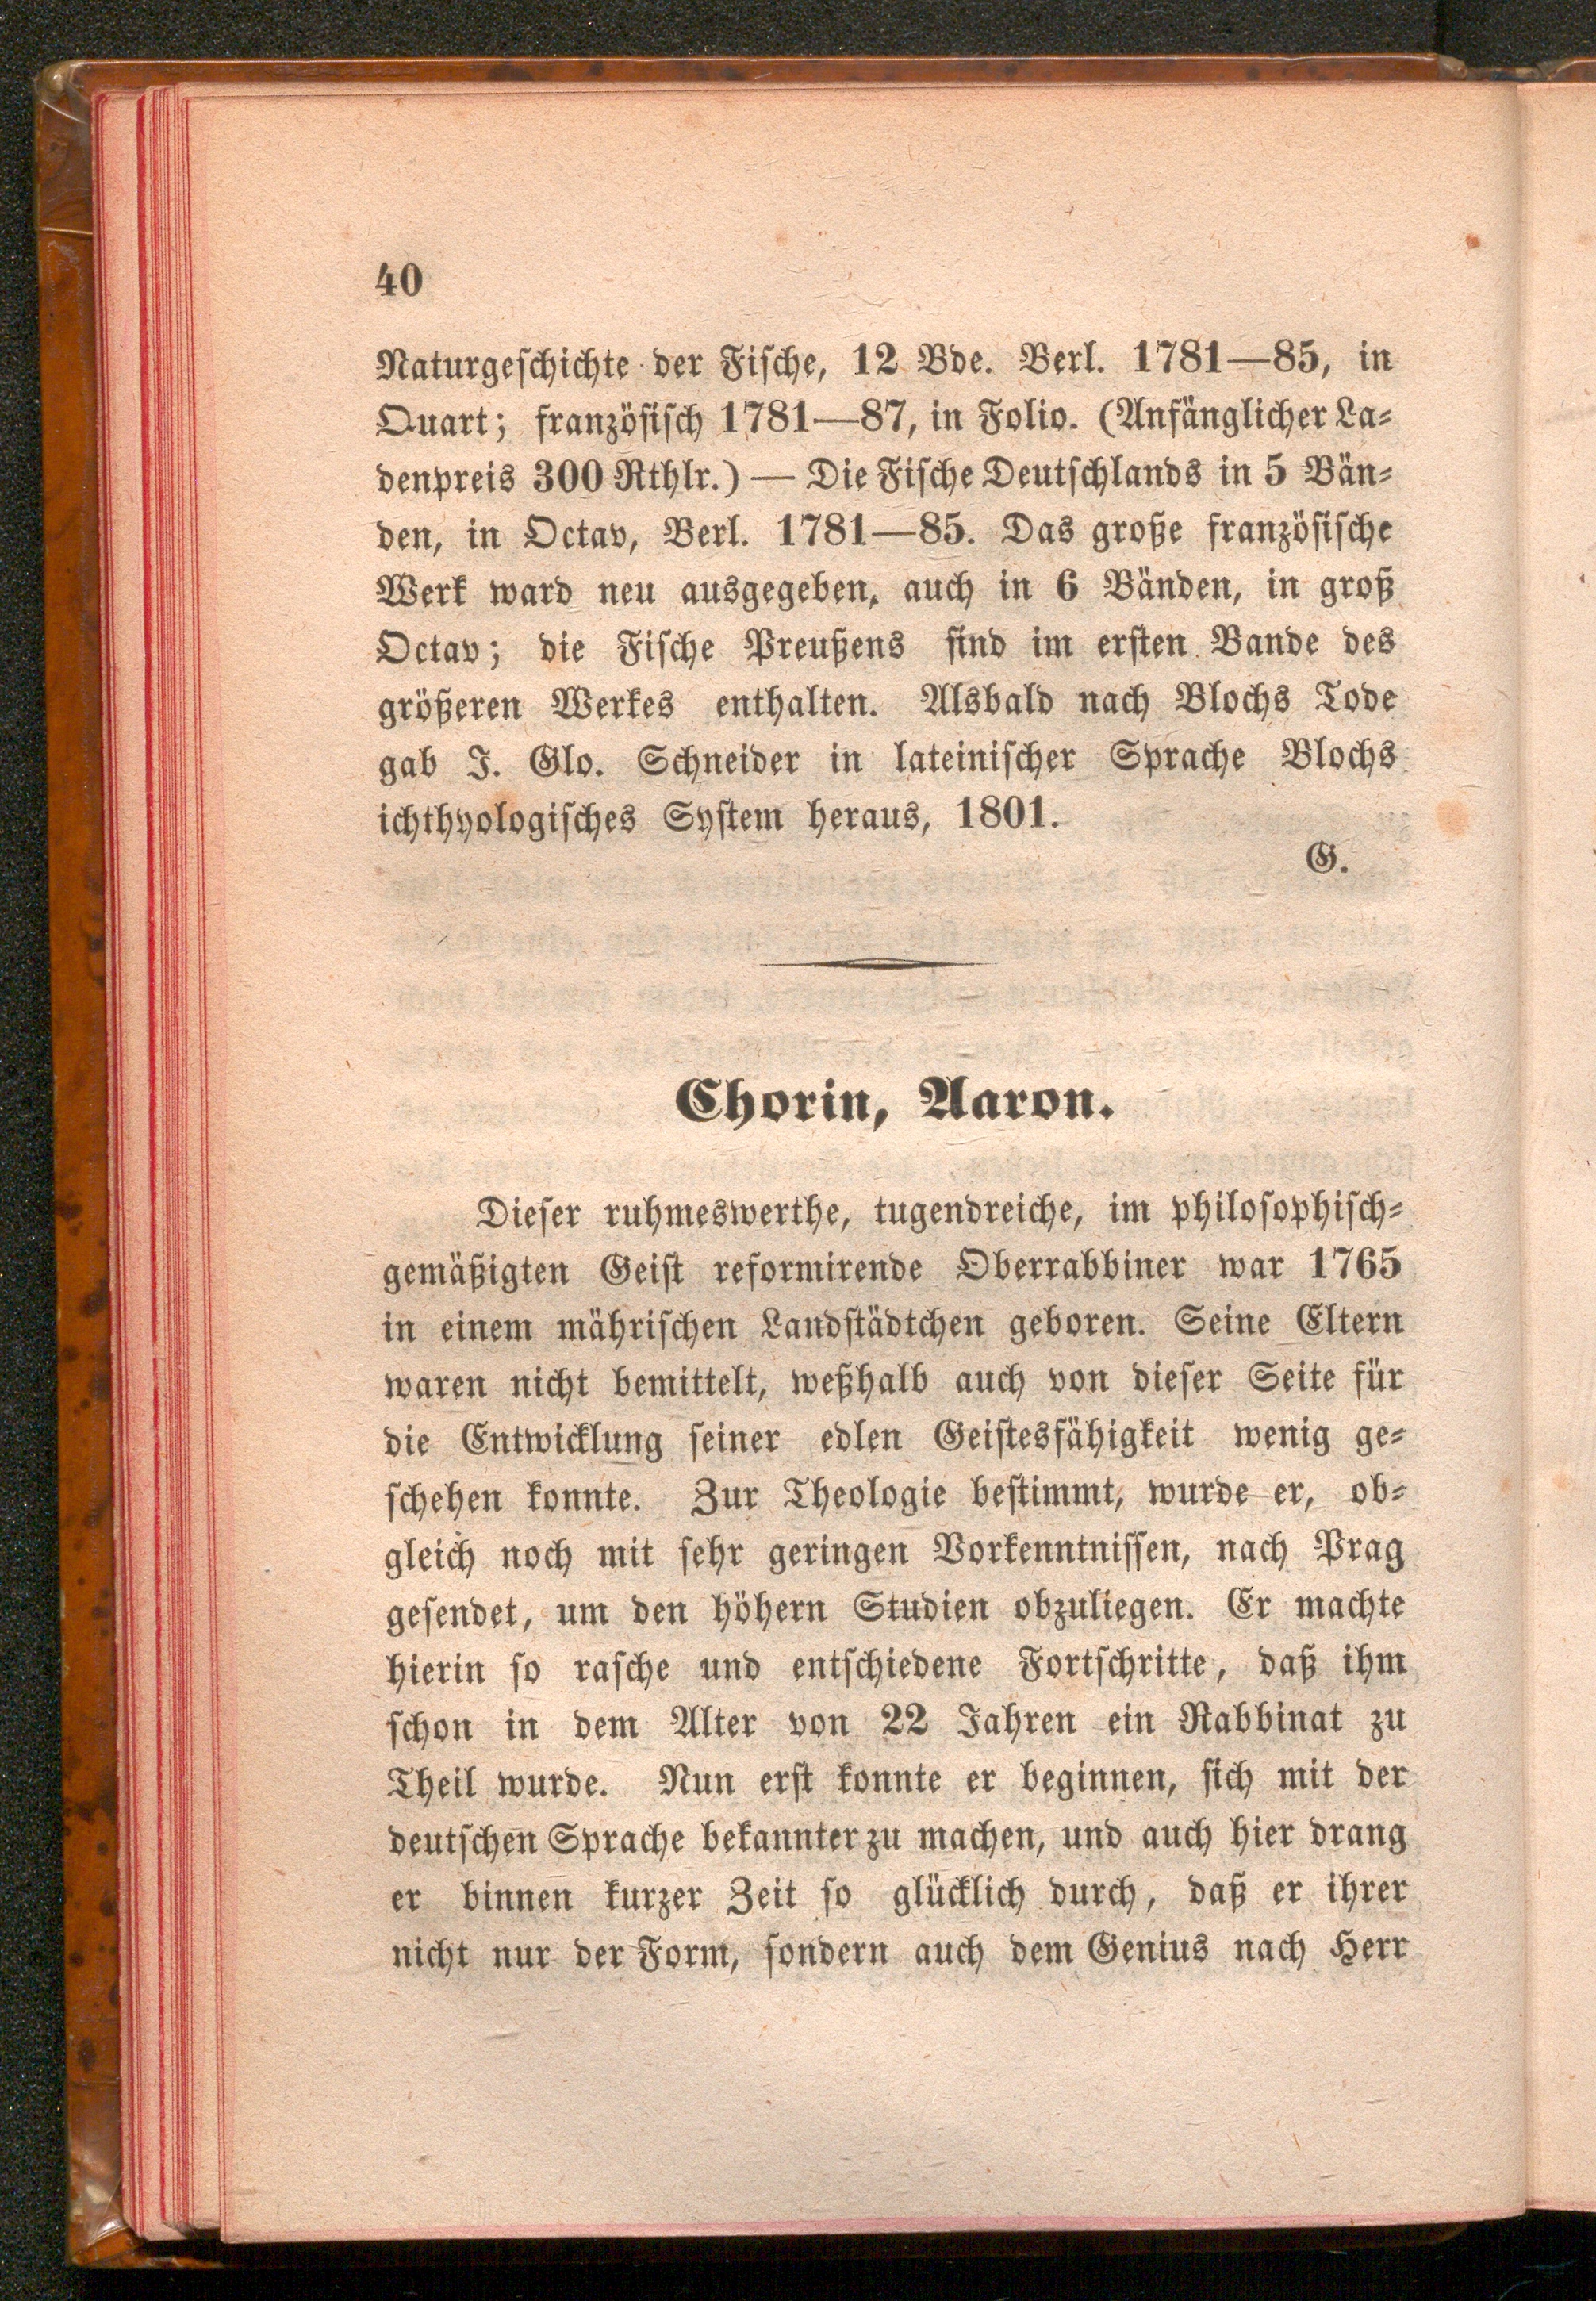 40
Naturgeschichte der Fische, 12 Bde. Berl. 1781—85, in
Quart; französisch 1781—87, in Folio. (Anfänglicher La-
denpreis 300 Rthlr.) — Die Fische Deutschlands in 5 Bän-
den, in Octav, Berl. 1781—85. Das große französische
Werk ward neu ausgegeben, auch in 6 Bänden, in groß
Octav; die Fische Preußens sind im ersten Bande des
größeren Werkes enthalten. Alsbald nach Blochs Tode
gab J. Glo. Schneider in lateinischer Sprache Blochs
ichthyologisches System heraus, 1801.
G.
Chorin, Aaron.
Dieser ruhmeswerthe, tugendreiche, im philosophisch-
gemäßigten Geist reformirende Oberrabbiner war 1765
in einem mährischen Landstädtchen geboren. Seine Eltern
waren nicht bemittelt, weßhalb auch von dieser Seite für
die Entwicklung seiner edlen Geistesfähigkeit wenig ge-
schehen konnte. Zur Theologie bestimmt, wurde er, ob-
gleich noch mit sehr geringen Vorkenntnissen, nach Prag
gesendet, um den höhern Studien obzuliegen. Er machte
hierin so rasche und entschiedene Fortschritte, daß ihm
schon in dem Alter von 22 Jahren ein Rabbinat zu
Theil wurde. Nun erst konnte er beginnen, sich mit der
deutschen Sprache bekannter zu machen, und auch hier drang
er binnen kurzer Zeit so glücklich durch, daß er ihrer
nicht nur der Form, sondern auch dem Genius nach Herr